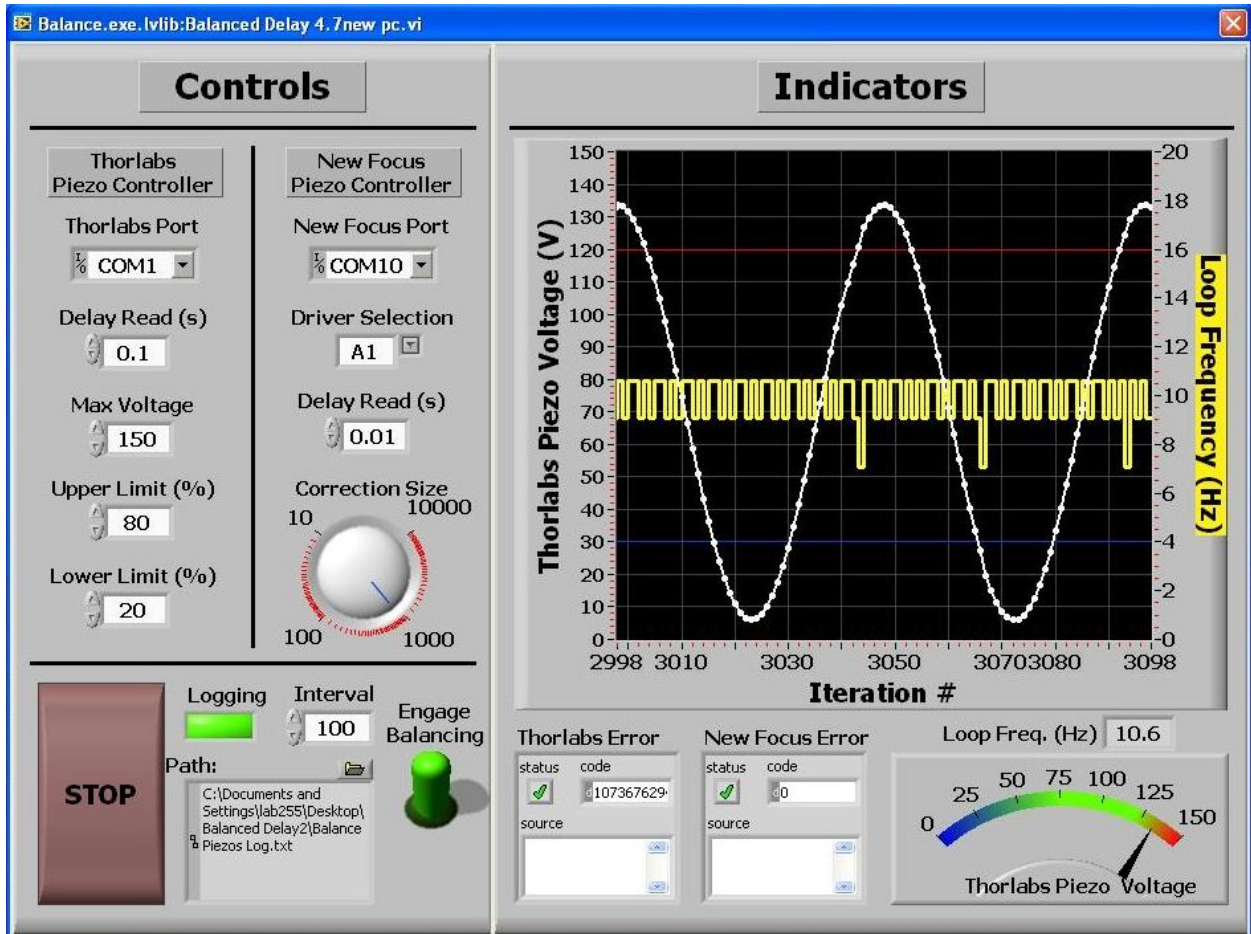 Balance.exe.lvlib:Balanced Delay 4.7new pc.vi
Controls
Thorlabs
Piezo Controller
Thorlabs Port
COM1
Delay Read (s)
0.1
Max Voltage
150
Upper Limit (%)
80
Lower Limit (%)
20
New Focus
Piezo Controller
New Focus Port
COM10
Driver Selection
A1
Delay Read (s)
0.01
Correction Size
10
10000
100
1000
STOP
Logging
Interval
100
Engage
Balancing
Path:
C:\Documents and
Settings\lab255\Desktop\
Balanced Delay2\Balance
Piezos Log.txt
Indicators
Thorlabs Piezo Voltage (V)
150
140
130
120
110
100
90
80
70
60
50
40
30
20
10
0
20
18
16
14
12
10
8
6
4
2
0
Loop Frequency (Hz)
2998 3010 3030 3050 3070 3080 3098
Iteration #
Thorlabs Error
status code
d 107367629
source
New Focus Error
status code
d 0
source
Loop Freq. (Hz) 10.6
0 25 50 75 100 125 150
Thorlabs Piezo Voltage